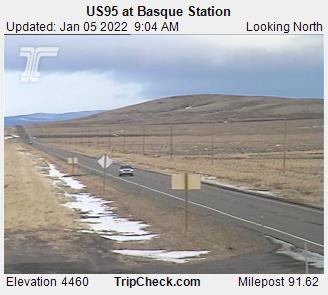 US95 at Basque Station
Updated: Jan 05 2022 9:04 AM Looking North
Elevation 4460 TripCheck.com Milepost 91.62